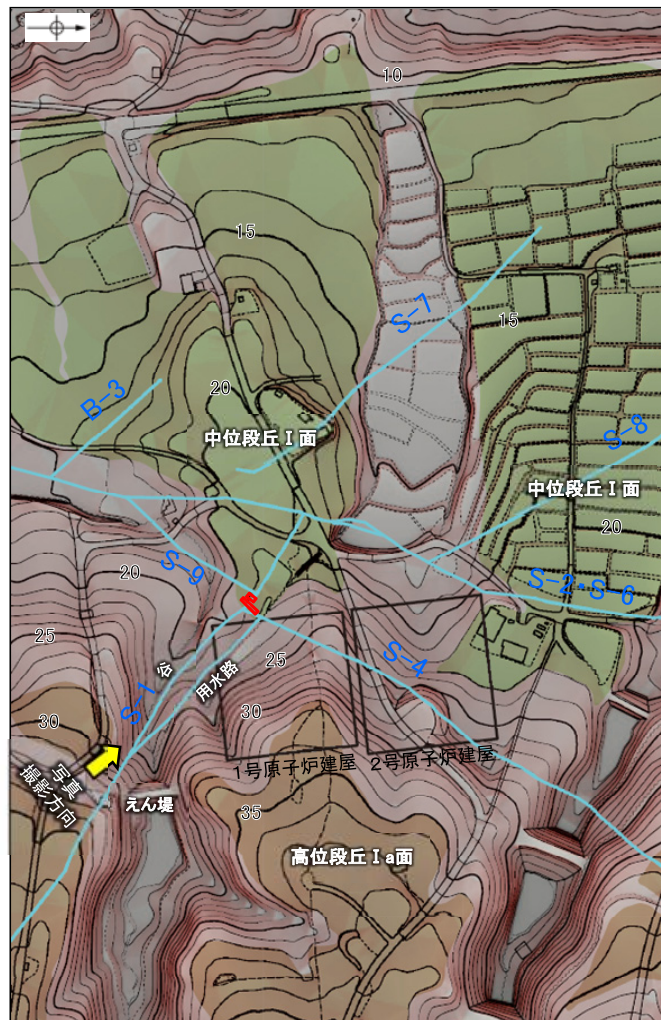 10
15
S-7
15
B-3
20
中位段丘Ⅰ面
S-8
中位段丘Ⅰ面
20
S-9
20
S-2・S-6
25
S-4
谷
25
用水路
S-1
30
30
1号原子炉建屋
2号原子炉建屋
写真
撮影方向
えん堤
35
高位段丘Ⅰa面